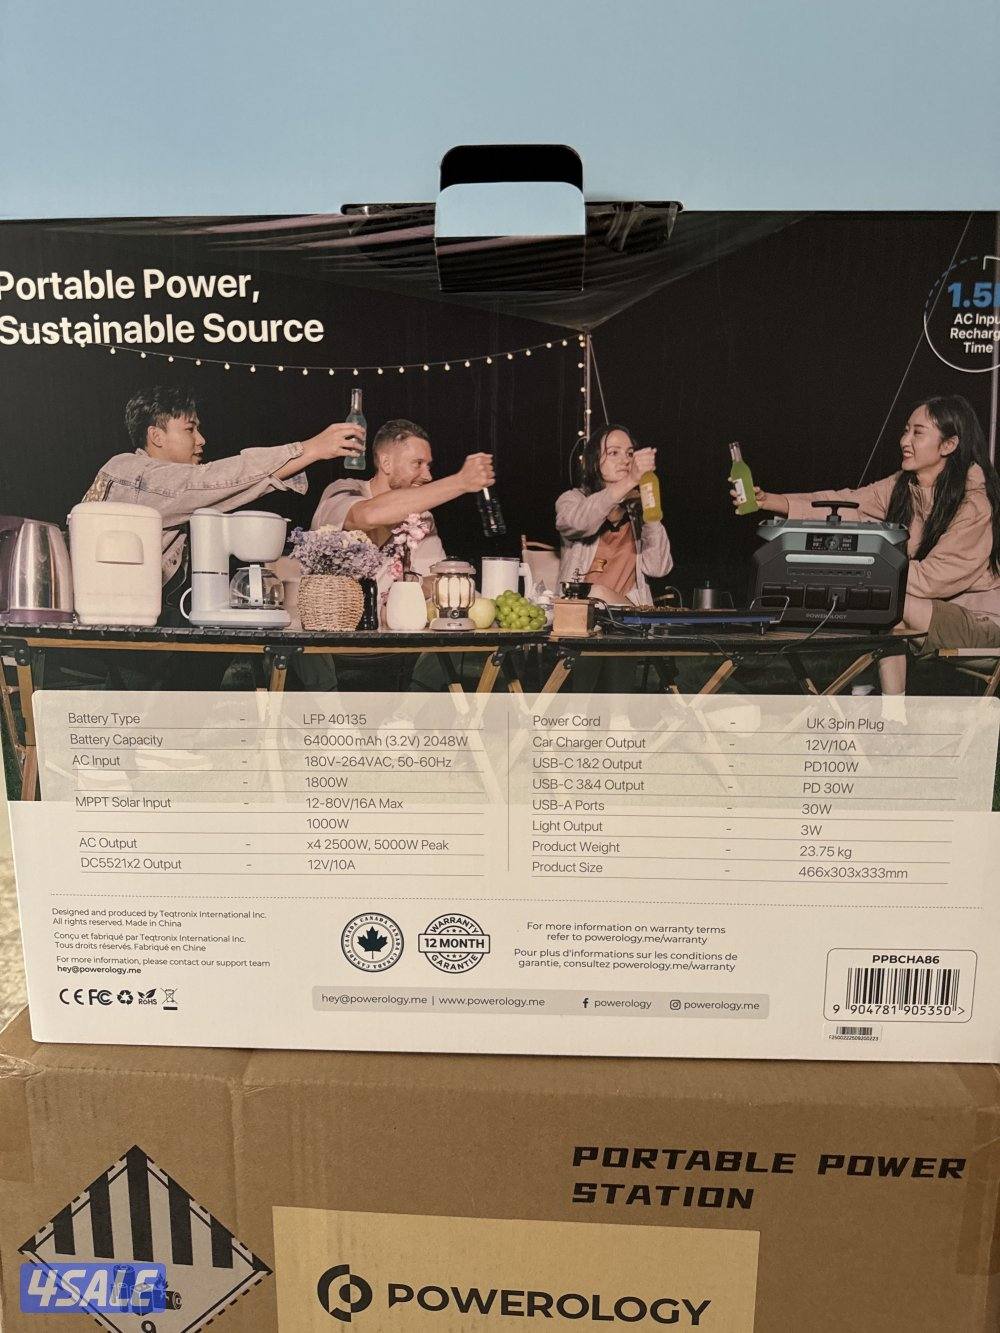 Portable Power,
Sustainable Source
1.5
AC Inpu
Recharg
Time
POWEROLOGY
Battery Type - LFP 40135
Battery Capacity - 640000mAh (3.2V) 2048W
AC Input - 180V-264VAC, 50-60Hz
- 1800W
MPPT Solar Input - 12-80V/16A Max
1000W
AC Output - x4 2500W, 5000W Peak
DC5521x2 Output - 12V/10A
Power Cord - UK 3pin Plug
Car Charger Output - 12V/10A
USB-C 1&2 Output - PD100W
USB-C 3&4 Output - PD 30W
USB-A Ports - 30W
Light Output - 3W
Product Weight - 23.75 kg
Product Size - 466x303x333mm
Designed and produced by Teqtronix International Inc.
All rights reserved. Made in China
Conçu et fabriqué par Teqtronix International Inc.
Tous droits réservés. Fabriqué en Chine
For more information, please contact our support team
hey@powerology.me
CE FC RoHS
CANADA CANADA CANADA CANADA
WARRANTY
12 MONTH
GARANTIE
For more information on warranty terms
refer to powerology.me/warranty
Pour plus d'informations sur les conditions de
garantie, consultez powerology.me/warranty
hey@powerology.me | www.powerology.me powerology powerology.me
PPBCHA86
9 904781 905350 >
PORTABLE POWER
STATION
4SALE
9
POWEROLOGY